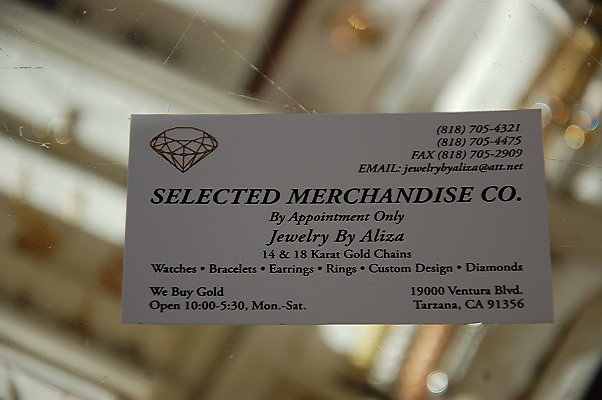 (818) 705-4321
(818) 705-4475
FAX (818) 705-2909
EMAIL: jewelrybyaliza@att.net
SELECTED MERCHANDISE CO.
By Appointment Only
Jewelry By Aliza
14 & 18 Karat Gold Chains
Watches • Bracelets • Earrings • Rings • Custom Design • Diamonds
We Buy Gold
Open 10:00-5:30, Mon.-Sat.
19000 Ventura Blvd.
Tarzana, CA 91356